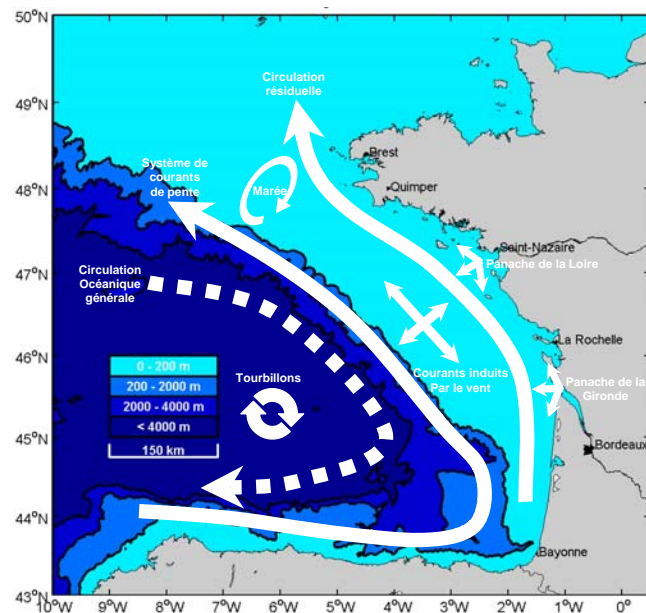 50°N
49°N
48°N
47°N
46°N
45°N
44°N
43°N
10°W
9°W
8°W
7°W
6°W
5°W
4°W
3°W
2°W
1°W
0°W
Circulation
résiduelle
Brest
Système de
courants
de pente
Marée
Quimper
Saint-Nazaire
Panache de la Loire
Circulation
Océanique
générale
La Rochelle
0 - 200 m
200 - 2000 m
2000 - 4000 m
< 4000 m
150 km
Tourbillons
Courants induits
Par le vent
Panache de la
Gironde
Bordeaux
Bayonne